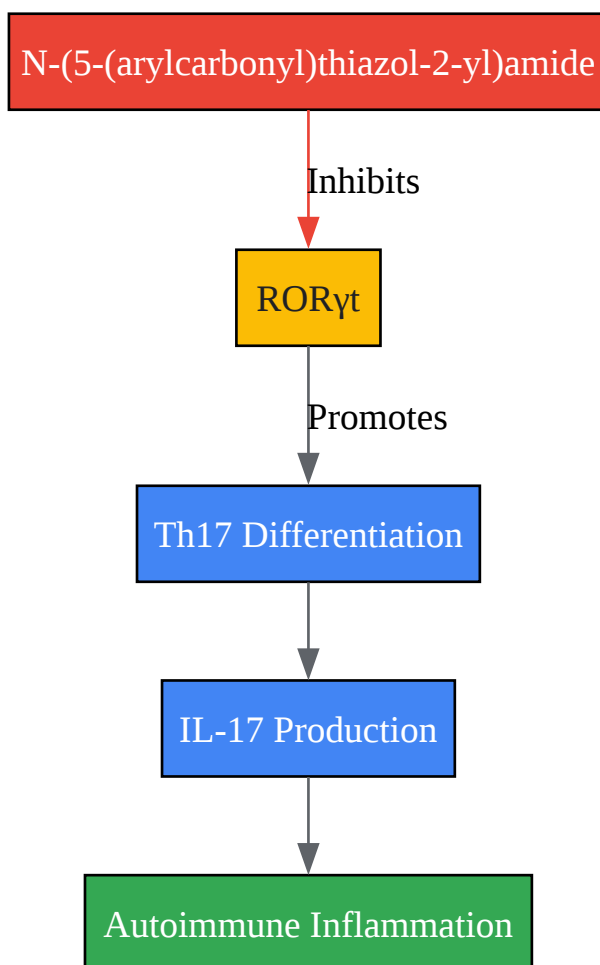 N-(5-(arylcarbonyl)thiazol-2-yl)amide
Inhibits
RORγt
Promotes
Th17 Differentiation
IL-17 Production
Autoimmune Inflammation